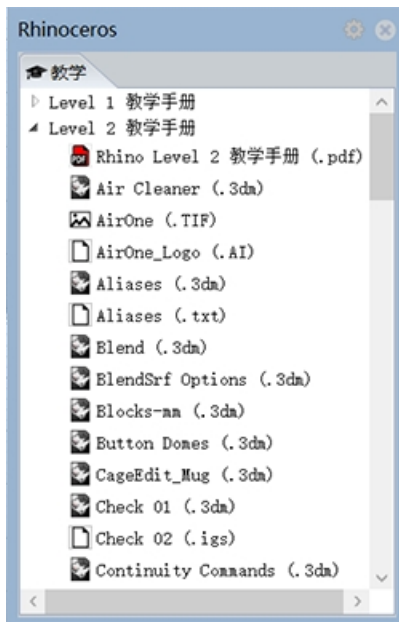 Rhinoceros
教学
Level 1 教学手册
Level 2 教学手册
Rhino Level 2 教学手册 (.pdf)
Air Cleaner (.3dm)
AirOne (.TIF)
AirOne_Logo (.AI)
Aliases (.3dm)
Aliases (.txt)
Blend (.3dm)
BlendSrf Options (.3dm)
Blocks-mm (.3dm)
Button Domes (.3dm)
CageEdit_Mug (.3dm)
Check 01 (.3dm)
Check 02 (.igs)
Continuity Commands (.3dm)